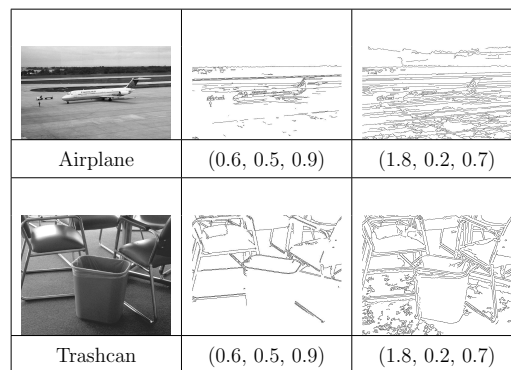 Airplane (0.6, 0.5, 0.9) (1.8, 0.2, 0.7)
Trashcan (0.6, 0.5, 0.9) (1.8, 0.2, 0.7)